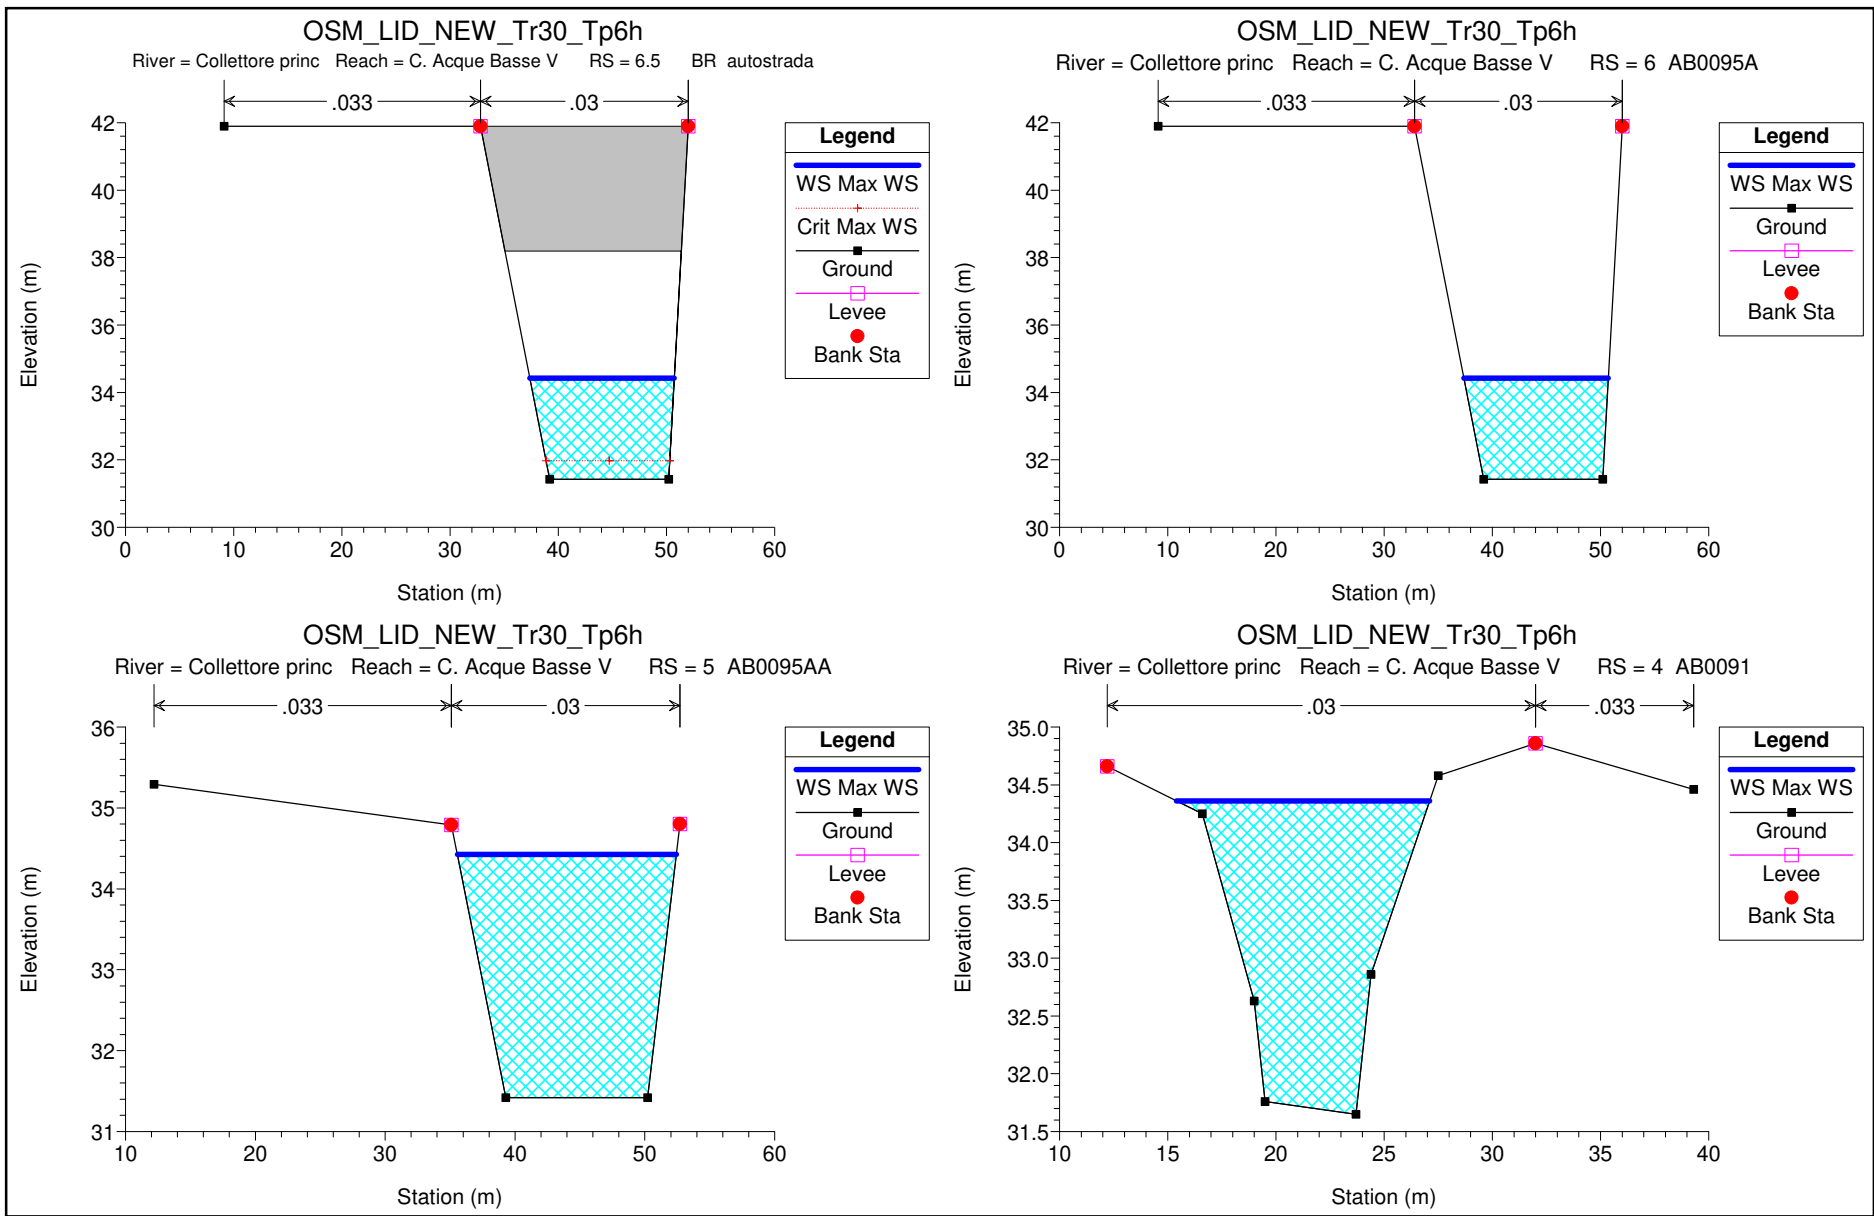 OSM_LID_NEW_Tr30_Tp6h
River = Collettore princ Reach = C. Acque Basse V RS = 6.5 BR autostrada
.033 .03
42
40
38
36
34
32
30
0 10 20 30 40 50 60
Elevation (m)
Station (m)
Legend
WS Max WS
Crit Max WS
Ground
Levee
Bank Sta
OSM_LID_NEW_Tr30_Tp6h
River = Collettore princ Reach = C. Acque Basse V RS = 6 AB0095A
.033 .03
42
40
38
36
34
32
30
0 10 20 30 40 50 60
Elevation (m)
Station (m)
Legend
WS Max WS
Ground
Levee
Bank Sta
OSM_LID_NEW_Tr30_Tp6h
River = Collettore princ Reach = C. Acque Basse V RS = 5 AB0095AA
.033 .03
36
35
34
33
32
31
10 20 30 40 50 60
Elevation (m)
Station (m)
Legend
WS Max WS
Ground
Levee
Bank Sta
OSM_LID_NEW_Tr30_Tp6h
River = Collettore princ Reach = C. Acque Basse V RS = 4 AB0091
.03 .033
35.0
34.5
34.0
33.5
33.0
32.5
32.0
31.5
10 15 20 25 30 35 40
Elevation (m)
Station (m)
Legend
WS Max WS
Ground
Levee
Bank Sta